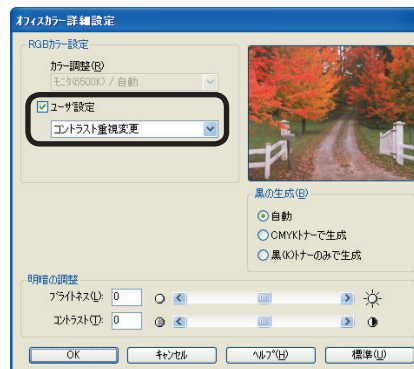 オフィスカラー詳細設定
RGBカラー設定
カラー調整(R)
モニタ(6500K) / 自動
ユーザ設定
コントラスト重視変更
黒の生成(B)
自動
CMYKトナーで生成
黒(K)トナーのみで生成
明暗の調整
ブライトネス(L): 0
コントラスト(T): 0
OK キャンセル ヘルプ(H) 標準(U)